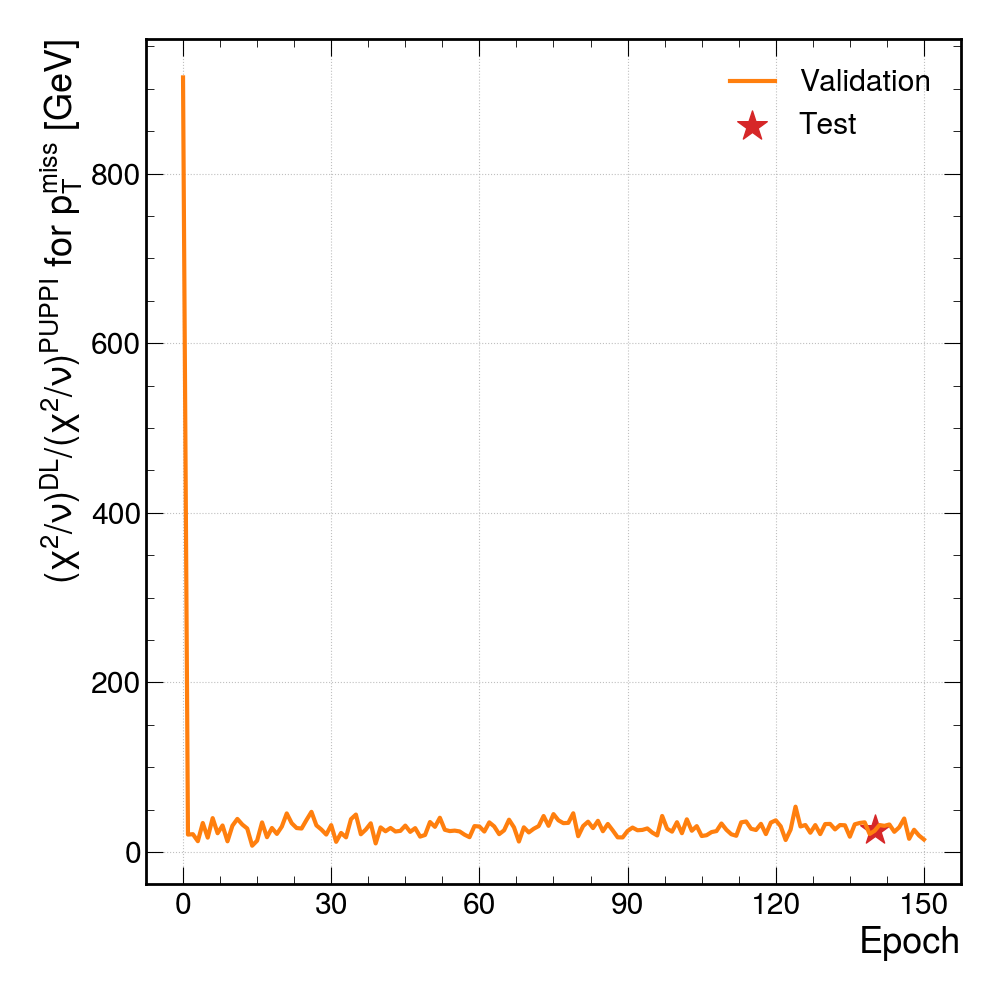 (χ²/ν)ᴰᴸ/(χ²/ν)ᴾᵁᴾᴾᴵ for p_T^miss [GeV]
Validation
Test
800
600
400
200
0
0 30 60 90 120 150
Epoch